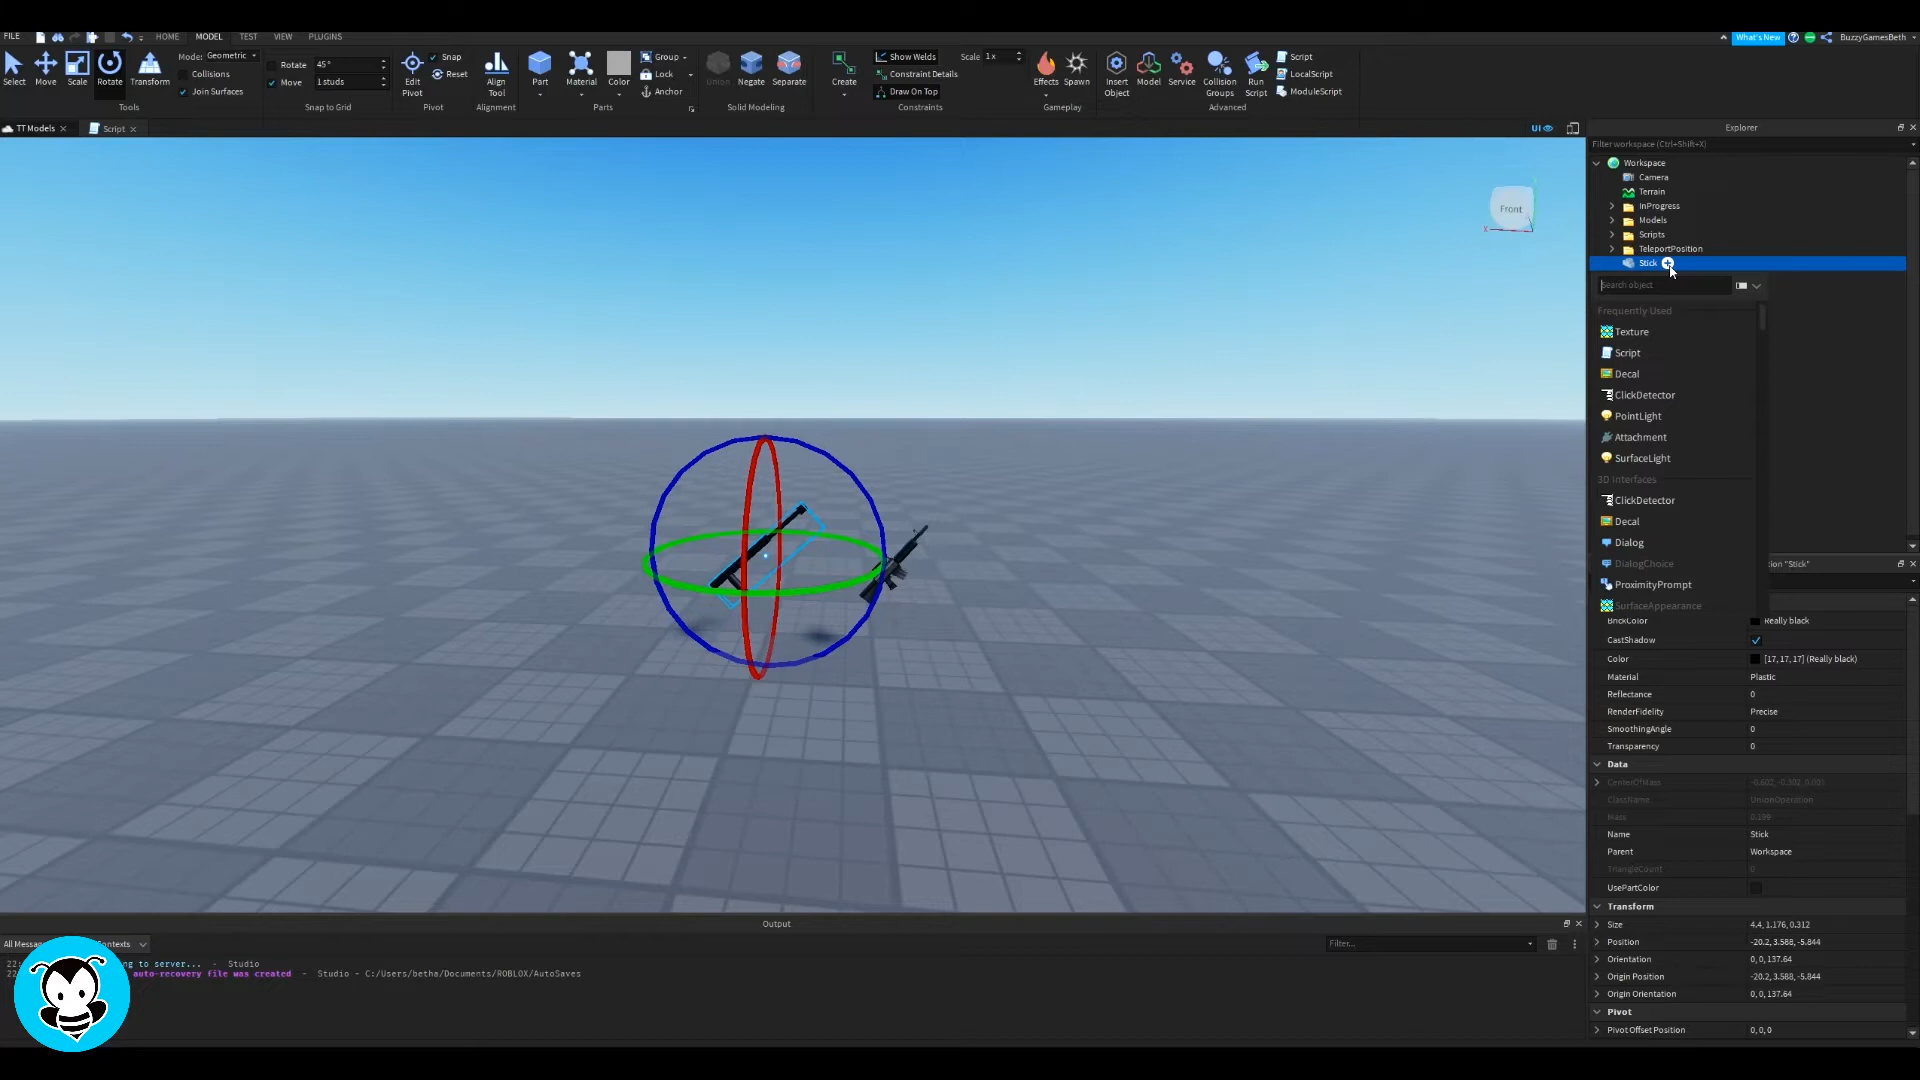 FILE HOME MODEL TEST VIEW PLUGINS What's New BuzzyGamesBeth
Select Move Scale Rotate Transform
Mode: Geometric
Collisions
Join Surfaces
Tools
Rotate 45°
Move 1 studs
Snap to Grid
Edit Pivot
Snap
Reset
Pivot
Align Tool
Alignment
Part Material Color
Group
Lock
Anchor
Parts
Union Negate Separate
Solid Modeling
Create
Show Welds
Constraint Details
Draw On Top
Scale 1x
Constraints
Effects Spawn
Gameplay
Insert Object
Model Service
Collision Groups
Run Script
Script
LocalScript
ModuleScript
Advanced
TT Models Script UI
Front
X
Explorer
Filter workspace (Ctrl+Shift+X)
Workspace
Camera
Terrain
InProgress
Models
Scripts
TeleportPosition
Stick
Search object
Frequently Used
Texture
Script
Decal
ClickDetector
PointLight
Attachment
SurfaceLight
3D Interfaces
ClickDetector
Decal
Dialog
DialogChoice
ProximityPrompt
SurfaceAppearance
"Stick"
BrickColor Really black
CastShadow
Color [17, 17, 17] (Really black)
Material Plastic
Reflectance 0
RenderFidelity Precise
SmoothingAngle 0
Transparency 0
Data
CenterOfMass
ClassName UnionOperation
Mass 0.199
Name Stick
Parent Workspace
TriangleCount 0
UsePartColor
Transform
Size 4.4, 1.176, 0.312
Position -20.2, 3.588, -5.844
Orientation 0, 0, 137.64
Origin Position -20.2, 3.588, -5.844
Origin Orientation 0, 0, 137.64
Pivot
Pivot Offset Position 0, 0, 0
Output
All Messag ontexts Filter...
22: ng to server... - Studio
22 auto-recovery file was created - Studio - C:/Users/betha/Documents/ROBLOX/AutoSaves